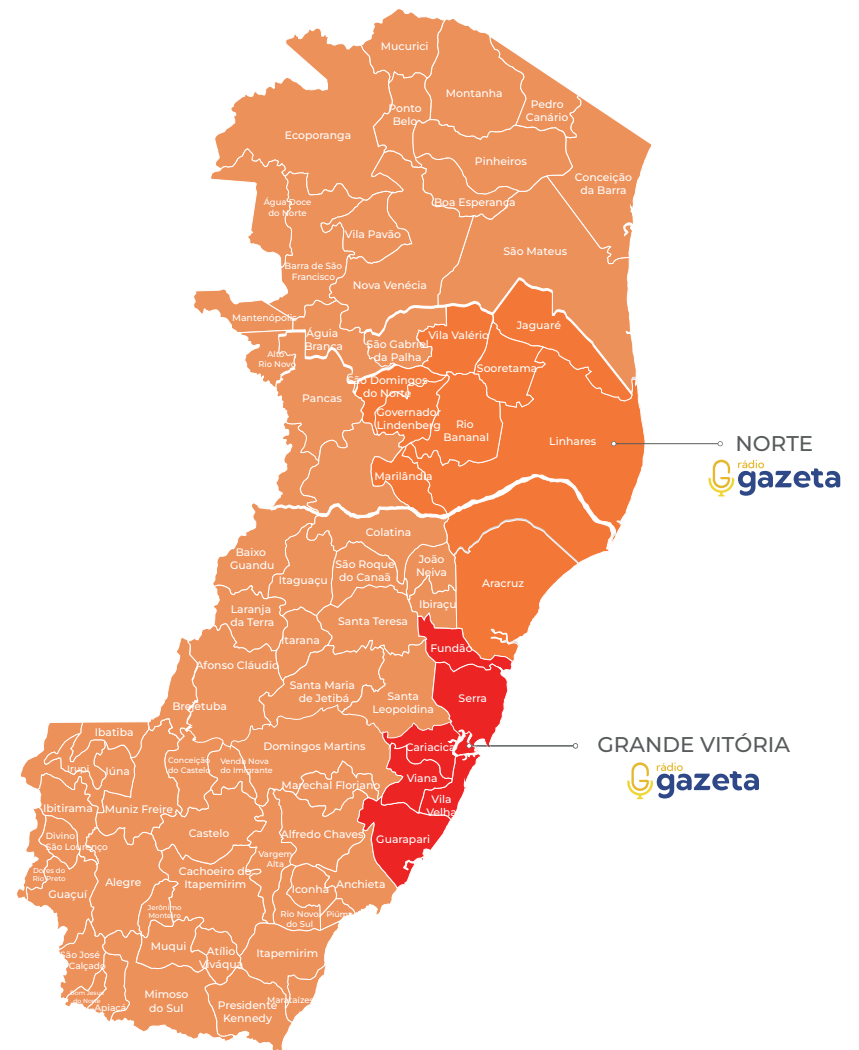 Mucurici
Montanha
Ponto
Belo
Pedro
Canário
Ecoporanga
Pinheiros
Conceição
da Barra
Água Doce
do Norte
Boa Esperança
Vila Pavão
São Mateus
Barra de São
Francisco
Nova Venécia
Mantenópolis
Águia
Branca
São Gabriel
da Palha
Vila Valério
Jaguaré
Alto
Rio Novo
Sooretama
São Domingos
do Norte
Pancas
Governador
Lindenberg
Rio
Bananal
Linhares
NORTE
rádio
gazeta
Marilândia
Colatina
Baixo
Guandu
São Roque
do Canaã
João
Neiva
Itaguaçu
Aracruz
Ibiraçu
Laranja
da Terra
Santa Teresa
Itarana
Fundão
Afonso Cláudio
Santa Maria
de Jetibá
Santa
Leopoldina
Serra
Brejetuba
Ibatiba
Domingos Martins
Cariacica
GRANDE VITÓRIA
rádio
gazeta
Irupi
Iúna
Conceição
do Castelo
Venda Nova
do Imigrante
Viana
Marechal Floriano
Ibitirama
Muniz Freire
Vila
Velha
Divino
São Lourenço
Castelo
Alfredo Chaves
Guarapari
Vargem
Alta
Dores do
Rio Preto
Guaçuí
Alegre
Cachoeiro de
Itapemirim
Iconha
Anchieta
Jerônimo
Monteiro
Rio Novo
do Sul
Piúma
Muqui
Atílio
Viváqua
Itapemirim
São José
Calçado
Bom Jesus
do Norte
Apiacá
Mimoso
do Sul
Presidente
Kennedy
Marataízes